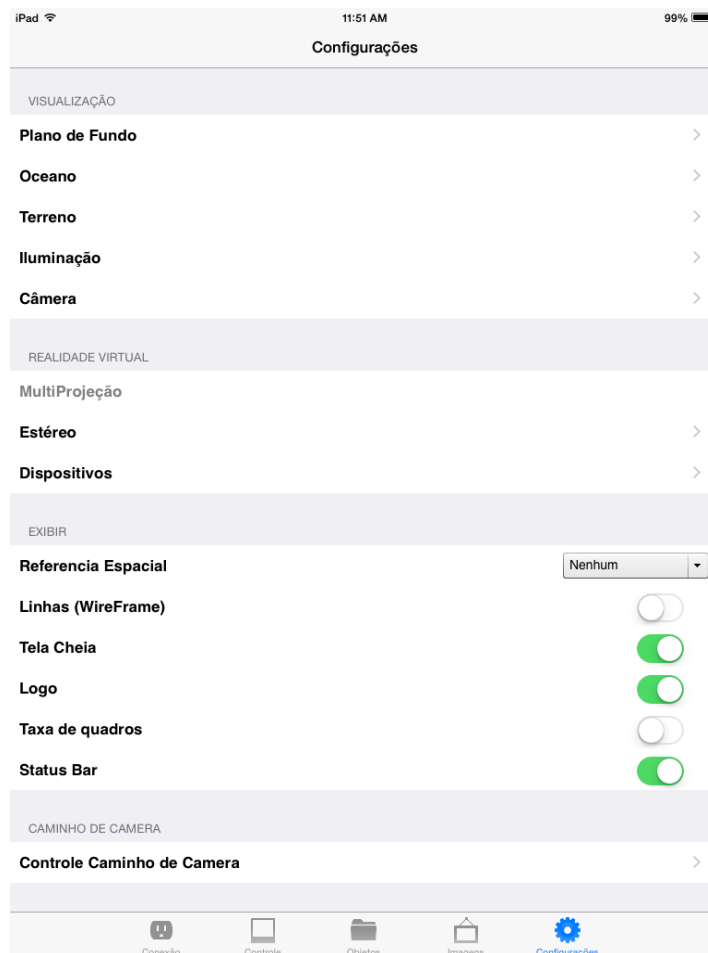 iPad 11:51 AM 99%
Configurações
VISUALIZAÇÃO
Plano de Fundo
Oceano
Terreno
Iluminação
Câmera
REALIDADE VIRTUAL
MultiProjeção
Estéreo
Dispositivos
EXIBIR
Referencia Espacial Nenhum
Linhas (WireFrame)
Tela Cheia
Logo
Taxa de quadros
Status Bar
CAMINHO DE CAMERA
Controle Caminho de Camera
Conexão Controle Objetos Imagens Configurações